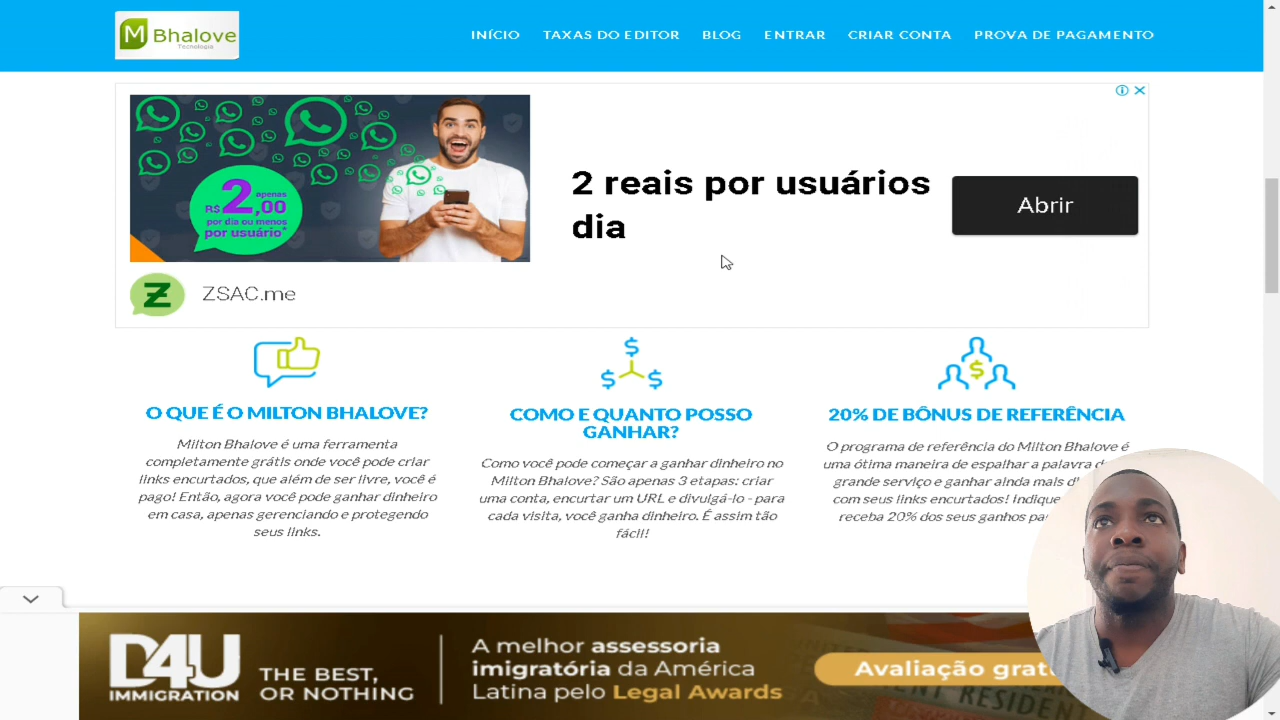 M Bhalove
Tecnologia
INÍCIO TAXAS DO EDITOR BLOG ENTRAR CRIAR CONTA PROVA DE PAGAMENTO
apenas
R$ 2,00
por dia ou menos
por usuário*
2 reais por usuários
dia
Abrir
Z ZSAC.me
O QUE É O MILTON BHALOVE?
Milton Bhalove é uma ferramenta
completamente grátis onde você pode criar
links encurtados, que além de ser livre, você é
pago! Então, agora você pode ganhar dinheiro
em casa, apenas gerenciando e protegendo
seus links.
COMO E QUANTO POSSO
GANHAR?
Como você pode começar a ganhar dinheiro no
Milton Bhalove? São apenas 3 etapas: criar
uma conta, encurtar um URL e divulgá-lo - para
cada visita, você ganha dinheiro. É assim tão
fácil!
20% DE BÔNUS DE REFERÊNCIA
O programa de referência do Milton Bhalove é
uma ótima maneira de espalhar a palavra
grande serviço e ganhar ainda mais
com seus links encurtados! Indique
receba 20% dos seus ganhos
D4U
IMMIGRATION
THE BEST,
OR NOTHING
A melhor assessoria
imigratória da América
Latina pelo Legal Awards
Avaliação
RESIDEN